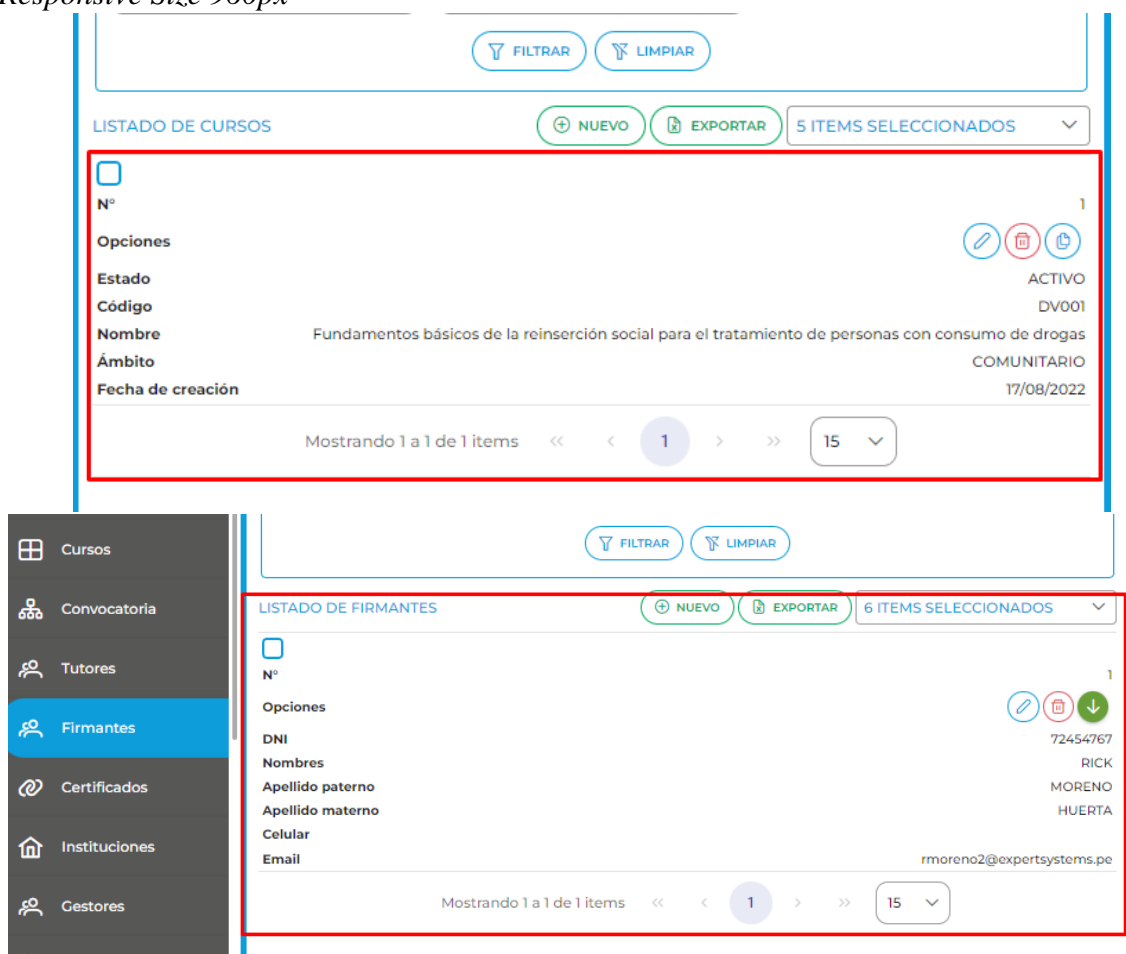 Responsive Size 960px
FILTRAR LIMPIAR
LISTADO DE CURSOS NUEVO EXPORTAR 5 ITEMS SELECCIONADOS
N° 1
Opciones
Estado ACTIVO
Código DV001
Nombre Fundamentos básicos de la reinserción social para el tratamiento de personas con consumo de drogas
Ámbito COMUNITARIO
Fecha de creación 17/08/2022
Mostrando 1 a 1 de 1 items << < 1 > >> 15
Cursos
Convocatoria
Tutores
Firmantes
Certificados
Instituciones
Gestores
FILTRAR LIMPIAR
LISTADO DE FIRMANTES NUEVO EXPORTAR 6 ITEMS SELECCIONADOS
N° 1
Opciones
DNI 72454767
Nombres RICK
Apellido paterno MORENO
Apellido materno HUERTA
Celular
Email rmoreno2@expertsystems.pe
Mostrando 1 a 1 de 1 items << < 1 > >> 15